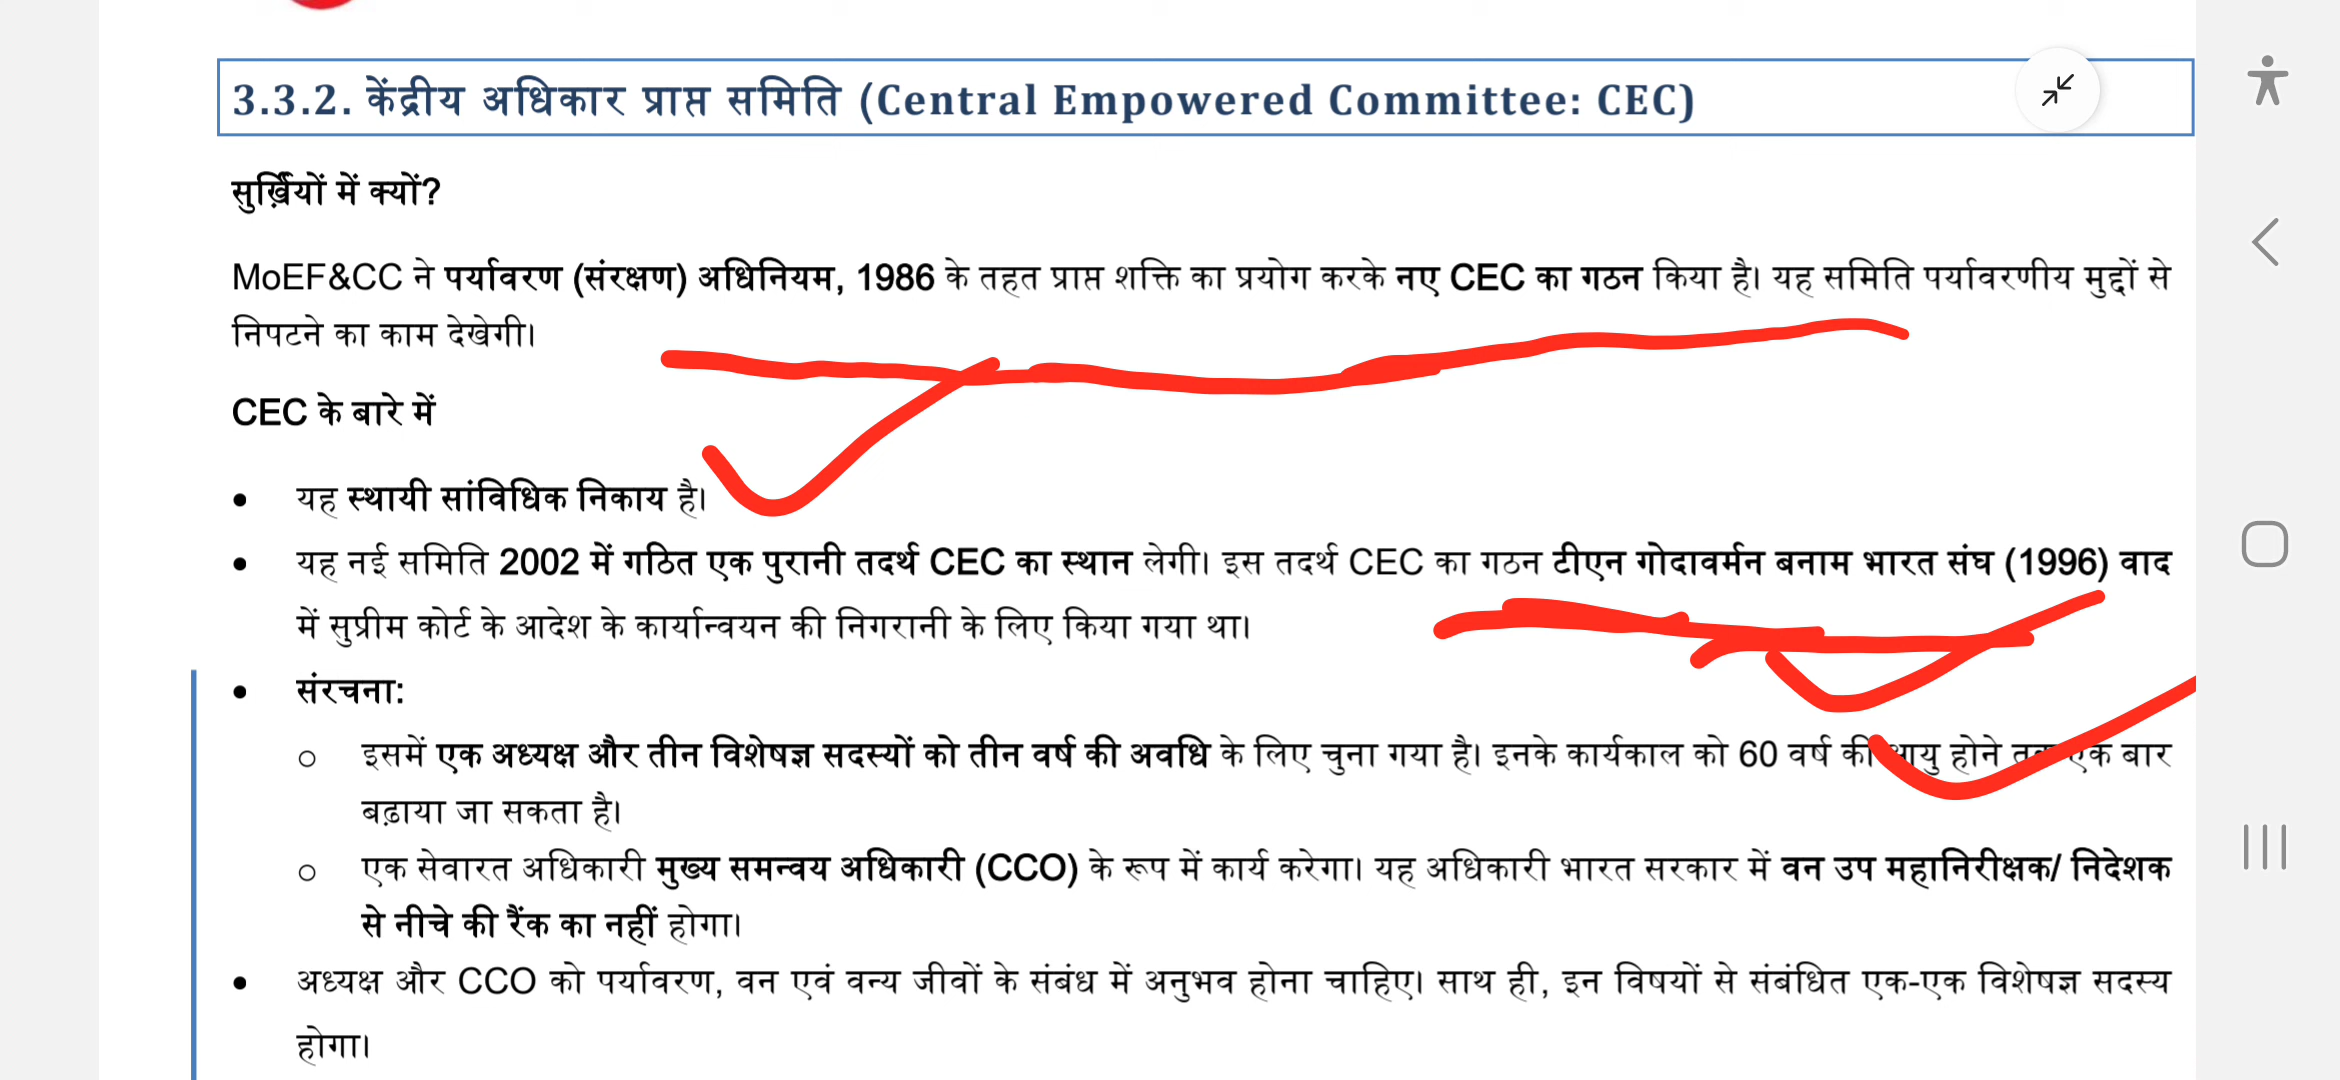 3.3.2. केंद्रीय अधिकार प्राप्त समिति (Central Empowered Committee: CEC)
सुर्ख़ियों में क्यों?
MoEF&CC ने पर्यावरण (संरक्षण) अधिनियम, 1986 के तहत प्राप्त शक्ति का प्रयोग करके नए CEC का गठन किया है। यह समिति पर्यावरणीय मुद्दों से
निपटने का काम देखेगी।
CEC के बारे में
• यह स्थायी सांविधिक निकाय है।
• यह नई समिति 2002 में गठित एक पुरानी तदर्थ CEC का स्थान लेगी। इस तदर्थ CEC का गठन टीएन गोदावर्मन बनाम भारत संघ (1996) वाद
में सुप्रीम कोर्ट के आदेश के कार्यान्वयन की निगरानी के लिए किया गया था।
• संरचना:
o इसमें एक अध्यक्ष और तीन विशेषज्ञ सदस्यों को तीन वर्ष की अवधि के लिए चुना गया है। इनके कार्यकाल को 60 वर्ष की आयु होने तक एक बार
बढ़ाया जा सकता है।
o एक सेवारत अधिकारी मुख्य समन्वय अधिकारी (CCO) के रूप में कार्य करेगा। यह अधिकारी भारत सरकार में वन उप महानिरीक्षक/ निदेशक
से नीचे की रैंक का नहीं होगा।
• अध्यक्ष और CCO को पर्यावरण, वन एवं वन्य जीवों के संबंध में अनुभव होना चाहिए। साथ ही, इन विषयों से संबंधित एक-एक विशेषज्ञ सदस्य
होगा।